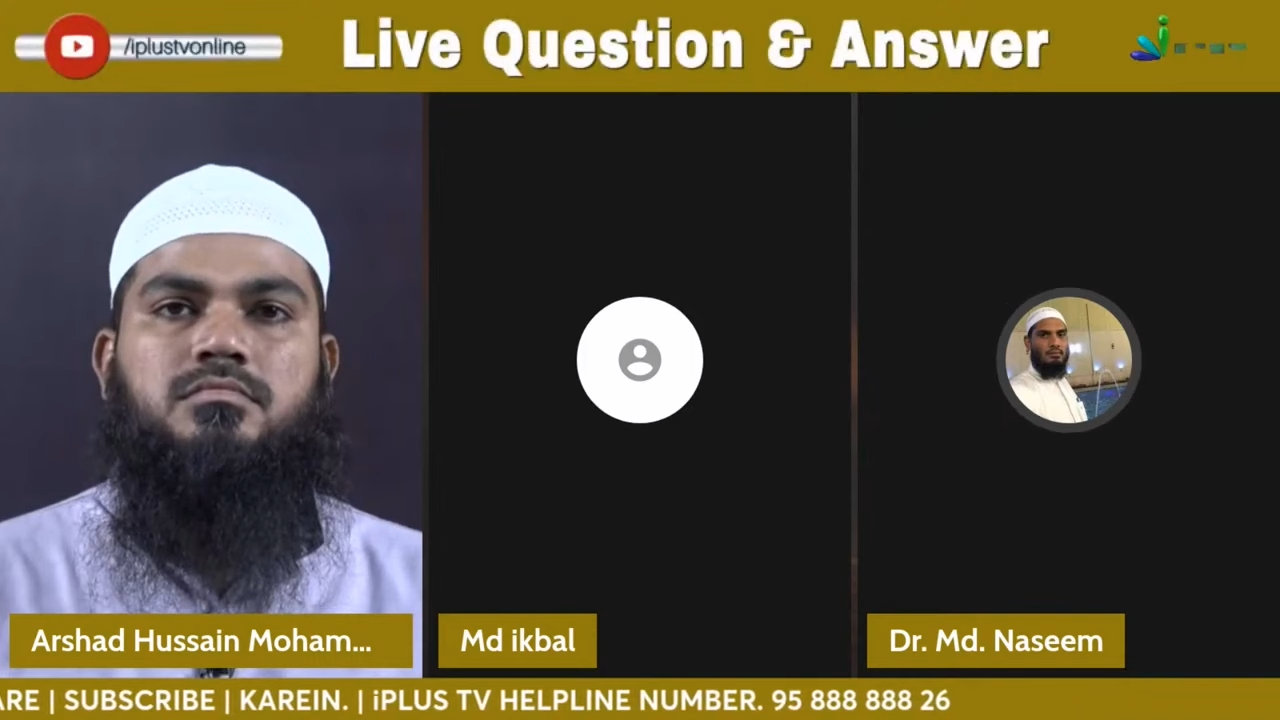 /iplustvonline
Live Question & Answer
Arshad Hussain Moham...
Md ikbal
Dr. Md. Naseem
ARE | SUBSCRIBE | KAREIN. | iPLUS TV HELPLINE NUMBER. 95 888 888 26